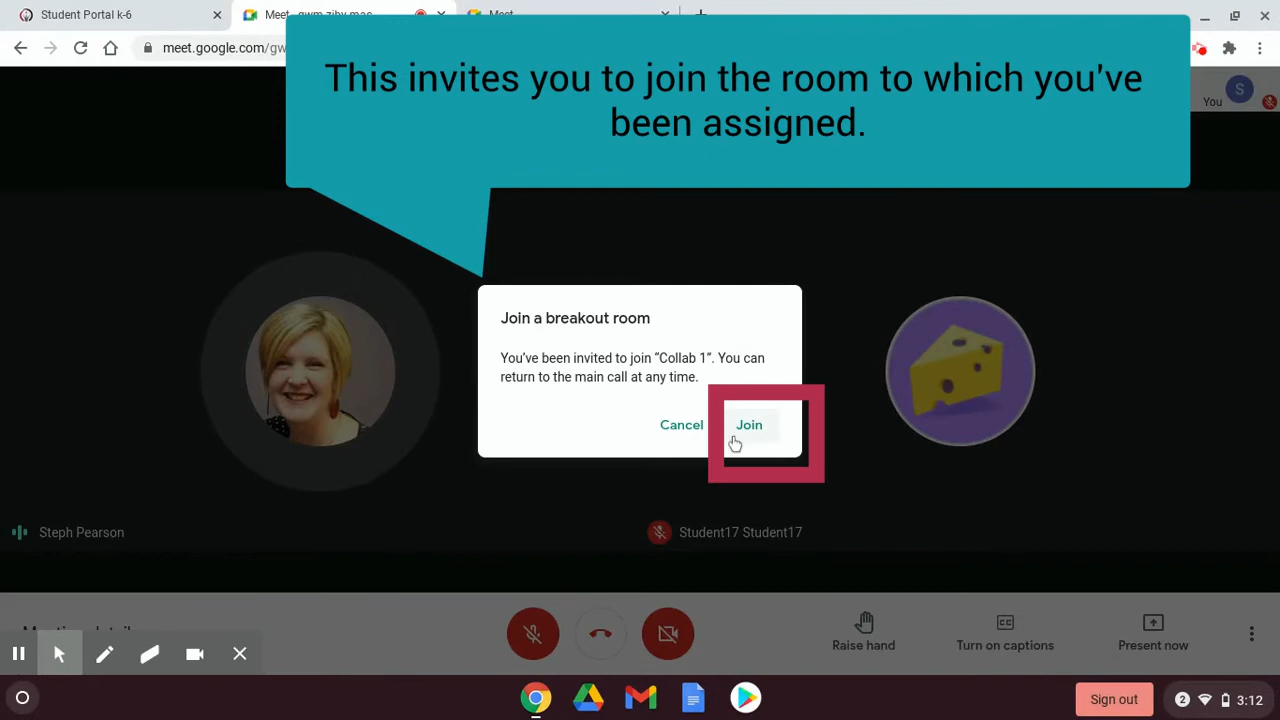 Student Portal k-6
Meet
meet.google.com/gw
This invites you to join the room to which you've
been assigned.
You
S
Join a breakout room
You've been invited to join "Collab 1". You can
return to the main call at any time.
Cancel
Join
Steph Pearson
Student17 Student17
Raise hand
CC
Turn on captions
Present now
Sign out
2
3:12